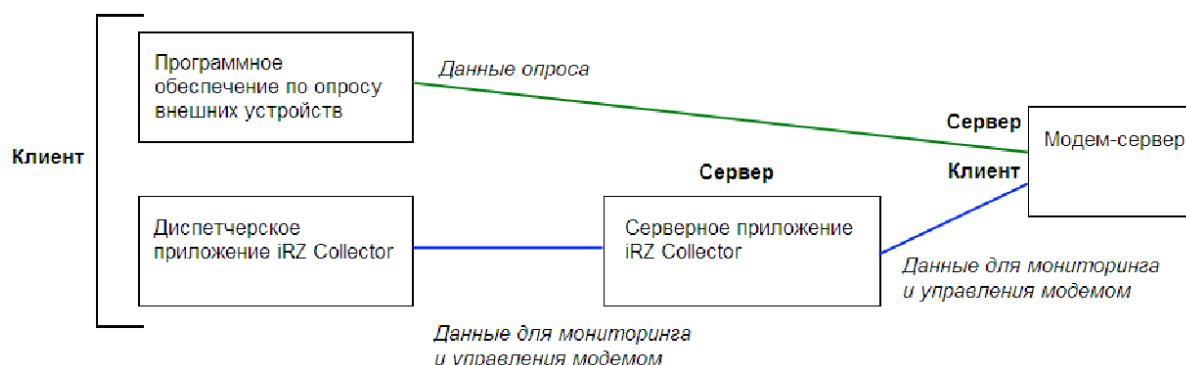 Программное
обеспечение по опросу
внешних устройств
Данные опроса
Сервер
Модем-сервер
Клиент
Клиент
Сервер
Диспетчерское
приложение iRZ Collector
Серверное приложение
iRZ Collector
Данные для мониторинга
и управления модемом
Данные для мониторинга
и управления модемом